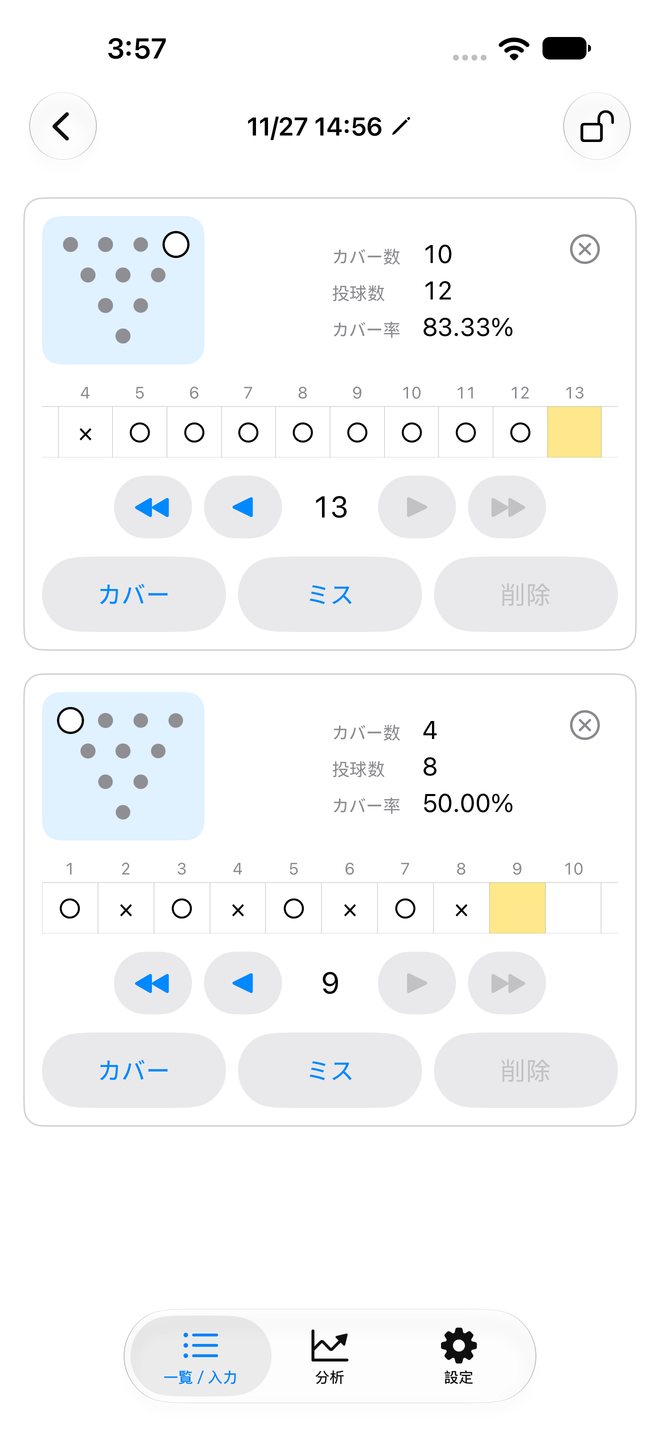 3:57
11/27 14:56
カバー数 10
投球数 12
カバー率 83.33%
4 5 6 7 8 9 10 11 12 13
× ○ ○ ○ ○ ○ ○ ○ ○
13
カバー ミス 削除
カバー数 4
投球数 8
カバー率 50.00%
1 2 3 4 5 6 7 8 9 10
○ × ○ × ○ × ○ ×
9
カバー ミス 削除
一覧 / 入力 分析 設定